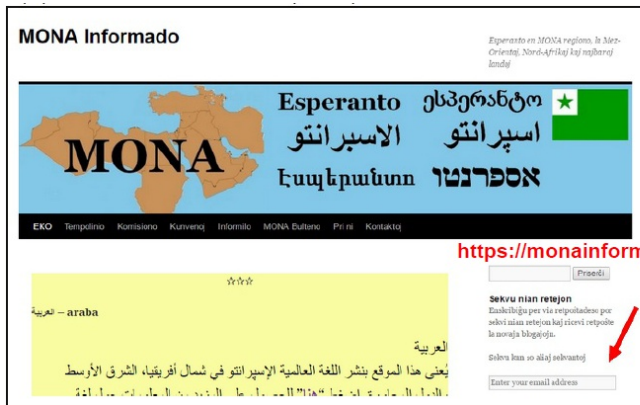 MONA Informado
Esperanto en MONA regiono, la Mez-
Orientaj, Nord-Afrikaj kaj najbaraj
landoj
MONA
Esperanto ესპერანტო
الاسبرانتو اسپرانتو
Էսպերանտո אספרנטו
EKO Tempolinio Komisiono Kunvenoj Informilo MONA Bulteno Pri ni Kontaktoj
https://monainform
Priserĉi
☆☆☆
العربية – araba
العربية
يُعنى هذا الموقع بنشر اللغة العالمية الإسبرانتو في شمال أفريقيا، الشرق الأوسط
Sekvu nian retejon
Enskribiĝu per via retpoŝtadreso por
sekvi nian retejon kaj ricevi retpoŝte
la novajn blogaĵojn.
Sekvu kun 10 aliaj sekvantoj
Enter your email address